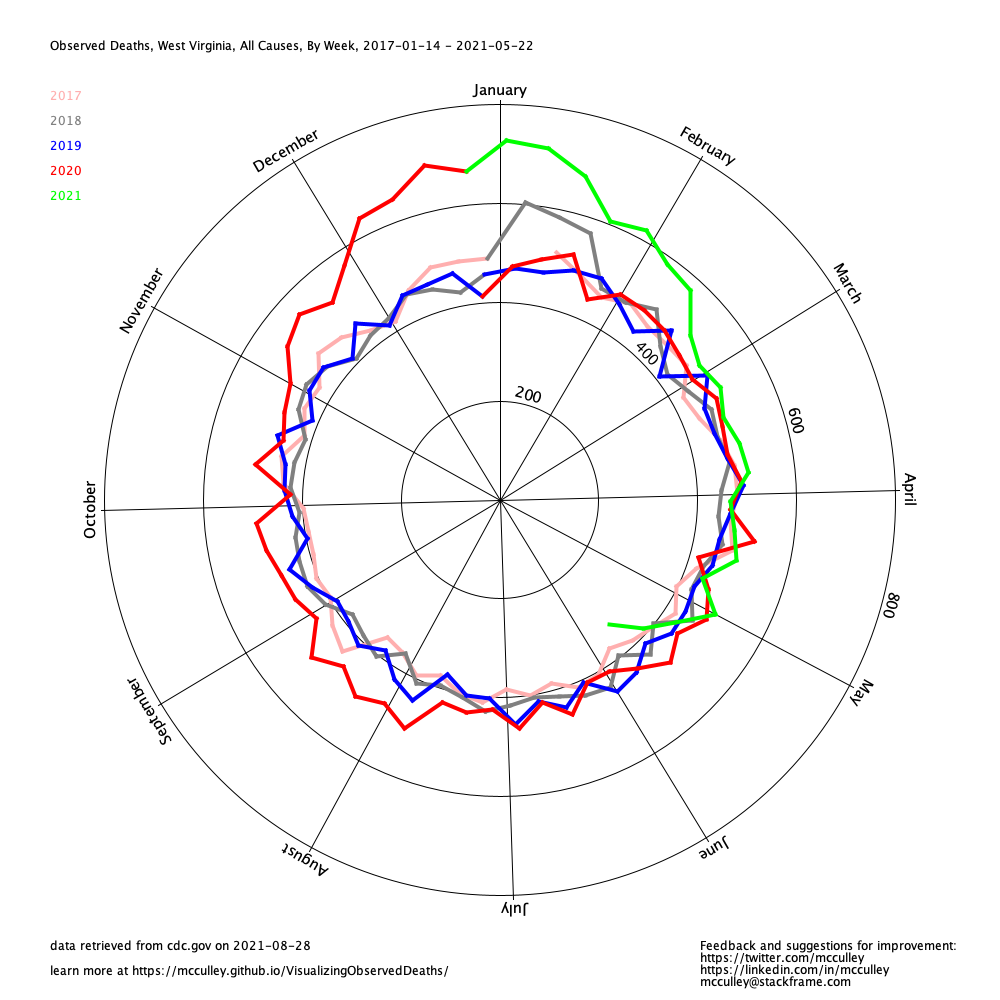 Observed Deaths, West Virginia, All Causes, By Week, 2017-01-14 - 2021-05-22
2017
2018
2019
2020
2021
January
February
March
April
May
June
July
August
September
October
November
December
200
400
600
800
data retrieved from cdc.gov on 2021-08-28
learn more at https://mcculley.github.io/VisualizingObservedDeaths/
Feedback and suggestions for improvement:
https://twitter.com/mcculley
https://linkedin.com/in/mcculley
mcculley@stackframe.com